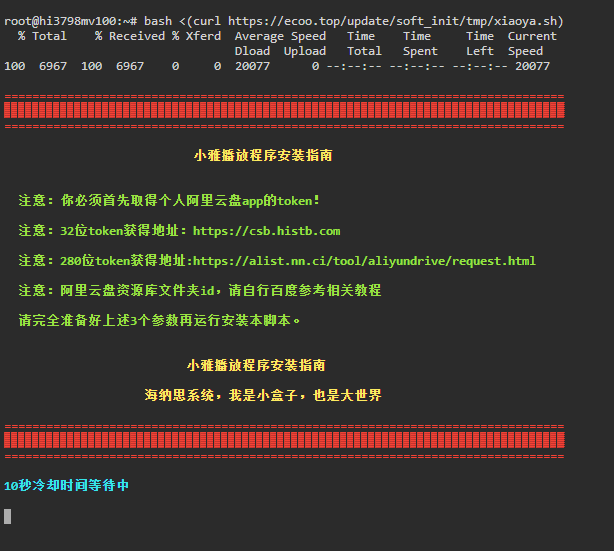 root@hi3798mv100:~# bash <(curl https://ecoo.top/update/soft_init/tmp/xiaoya.sh)
% Total % Received % Xferd Average Speed Time Time Time Current
Dload Upload Total Spent Left Speed
100 6967 100 6967 0 0 20077 0 --:--:-- --:--:-- --:--:-- 20077
================================================================================
================================================================================
小雅播放程序安装指南
注意：你必须首先取得个人阿里云盘app的token！
注意：32位token获得地址：https://csb.histb.com
注意：280位token获得地址:https://alist.nn.ci/tool/aliyundrive/request.html
注意：阿里云盘资源库文件夹id，请自行百度参考相关教程
请完全准备好上述3个参数再运行安装本脚本。
小雅播放程序安装指南
海纳思系统，我是小盒子，也是大世界
================================================================================
================================================================================
10秒冷却时间等待中